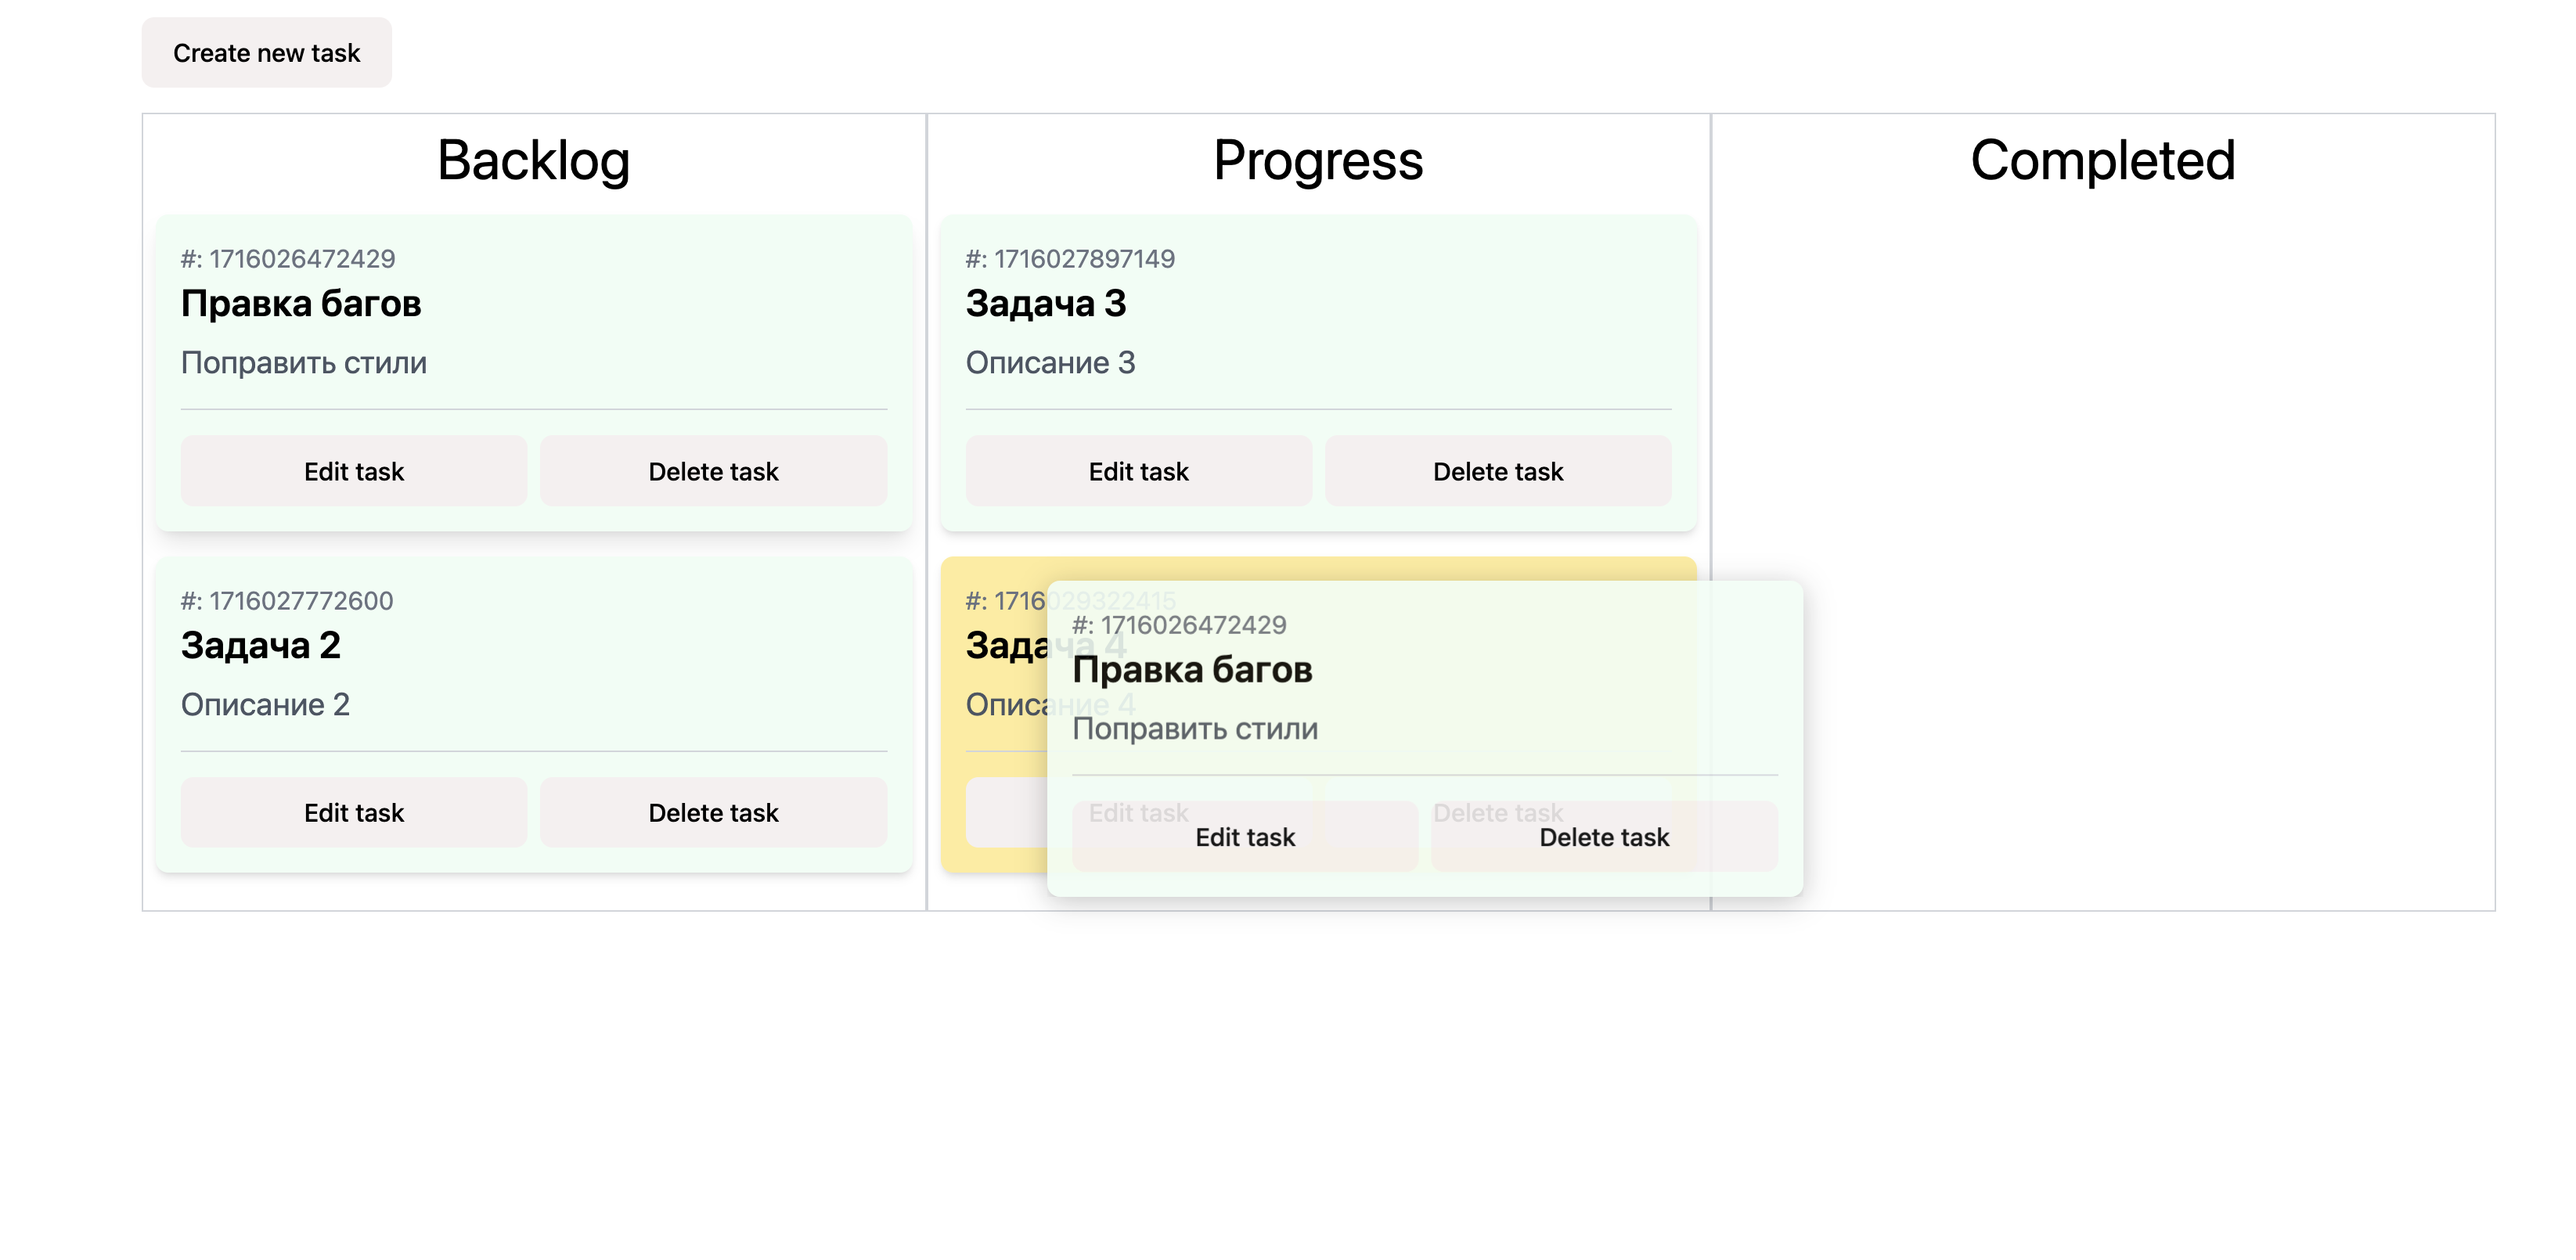 Create new task
Backlog
#: 1716026472429
Правка багов
Поправить стили
Edit task
Delete task
#: 1716027772600
Задача 2
Описание 2
Edit task
Delete task
Progress
#: 1716027897149
Задача 3
Описание 3
Edit task
Delete task
#: 1716029322415
Задача 4
Описание 4
Edit task
Delete task
#: 1716026472429
Правка багов
Поправить стили
Edit task
Delete task
Completed